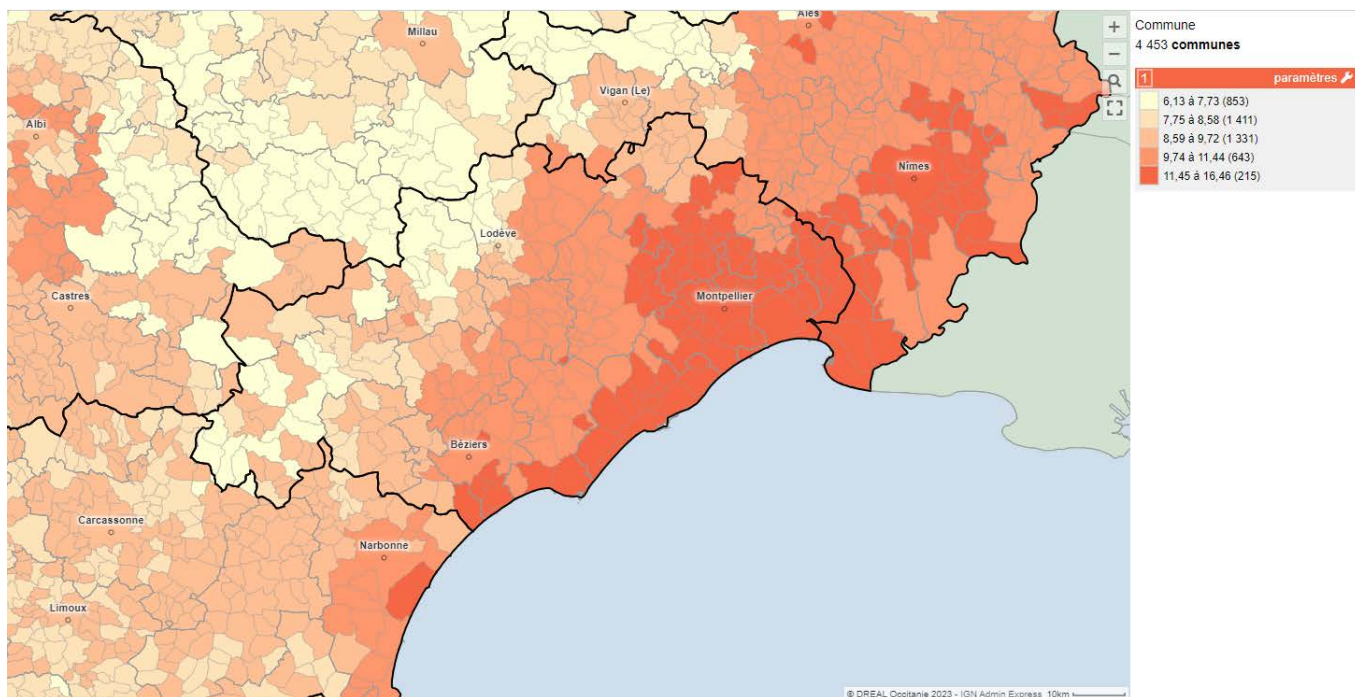 Millau
Alès
Vigan (Le)
Albi
Nîmes
Lodève
Castres
Montpellier
Béziers
Carcassonne
Narbonne
Limoux
© DREAL Occitanie 2023 - IGN Admin Express 10km
+
−
Commune
4 453 communes
1 paramètres
6,13 à 7,73 (853)
7,75 à 8,58 (1 411)
8,59 à 9,72 (1 331)
9,74 à 11,44 (643)
11,45 à 16,46 (215)